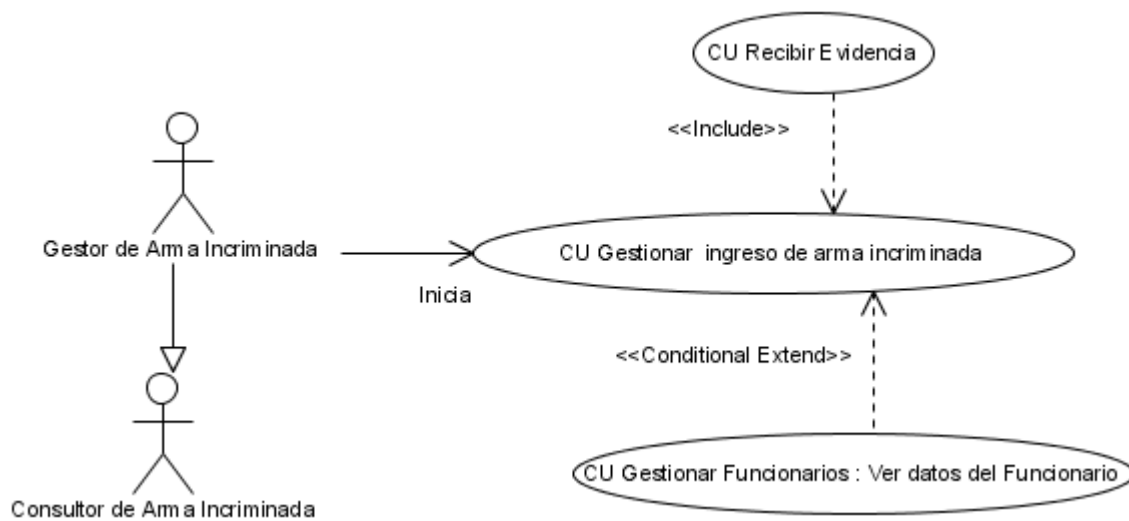 CU Recibir Evidencia
<<Include>>
Gestor de Arma Incriminada
CU Gestionar ingreso de arma incriminada
Inicia
<<Conditional Extend>>
CU Gestionar Funcionarios : Ver datos del Funcionario
Consultor de Arma Incriminada